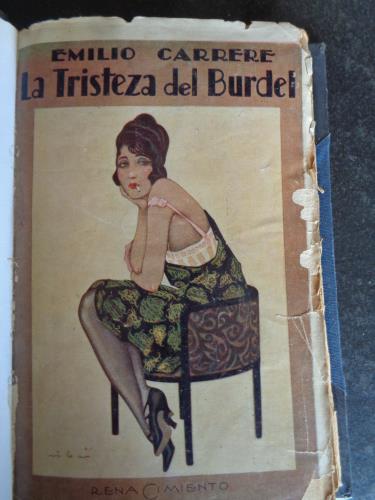 EMILIO CARRERE
La Tristeza del Burdel
RENACIMIENTO